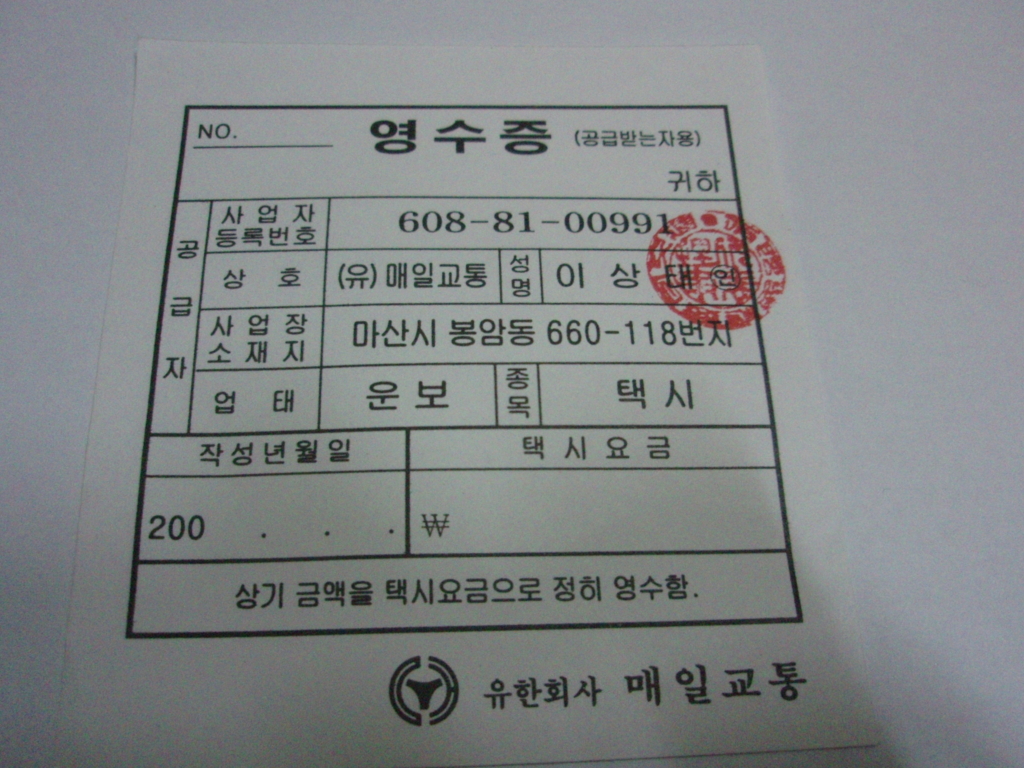 NO. 영수증 (공급받는자용)
귀하
공급자
사업자등록번호 608-81-00991
상호 (유)매일교통 성명 이상태 인
사업장소재지 마산시 봉암동 660-118번지
업태 운보 종목 택시
작성년월일 택시요금
200 . . . ₩
상기 금액을 택시요금으로 정히 영수함.
유한회사 매일교통